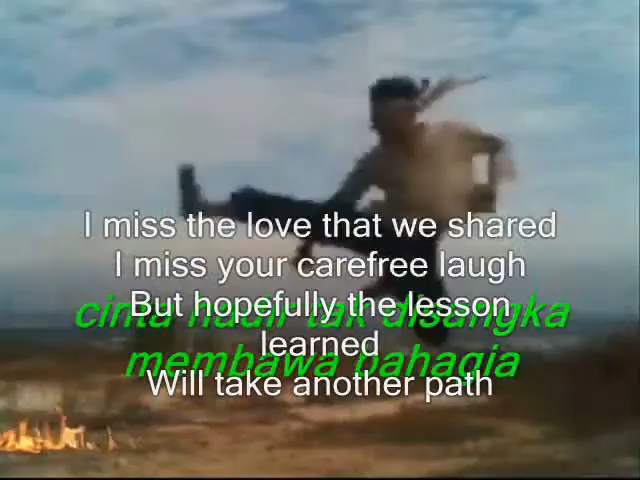 I miss the love that we shared
I miss your carefree laugh
But hopefully the lesson
cinta hadir tak disangka
learned
membawa bahagia
Will take another path